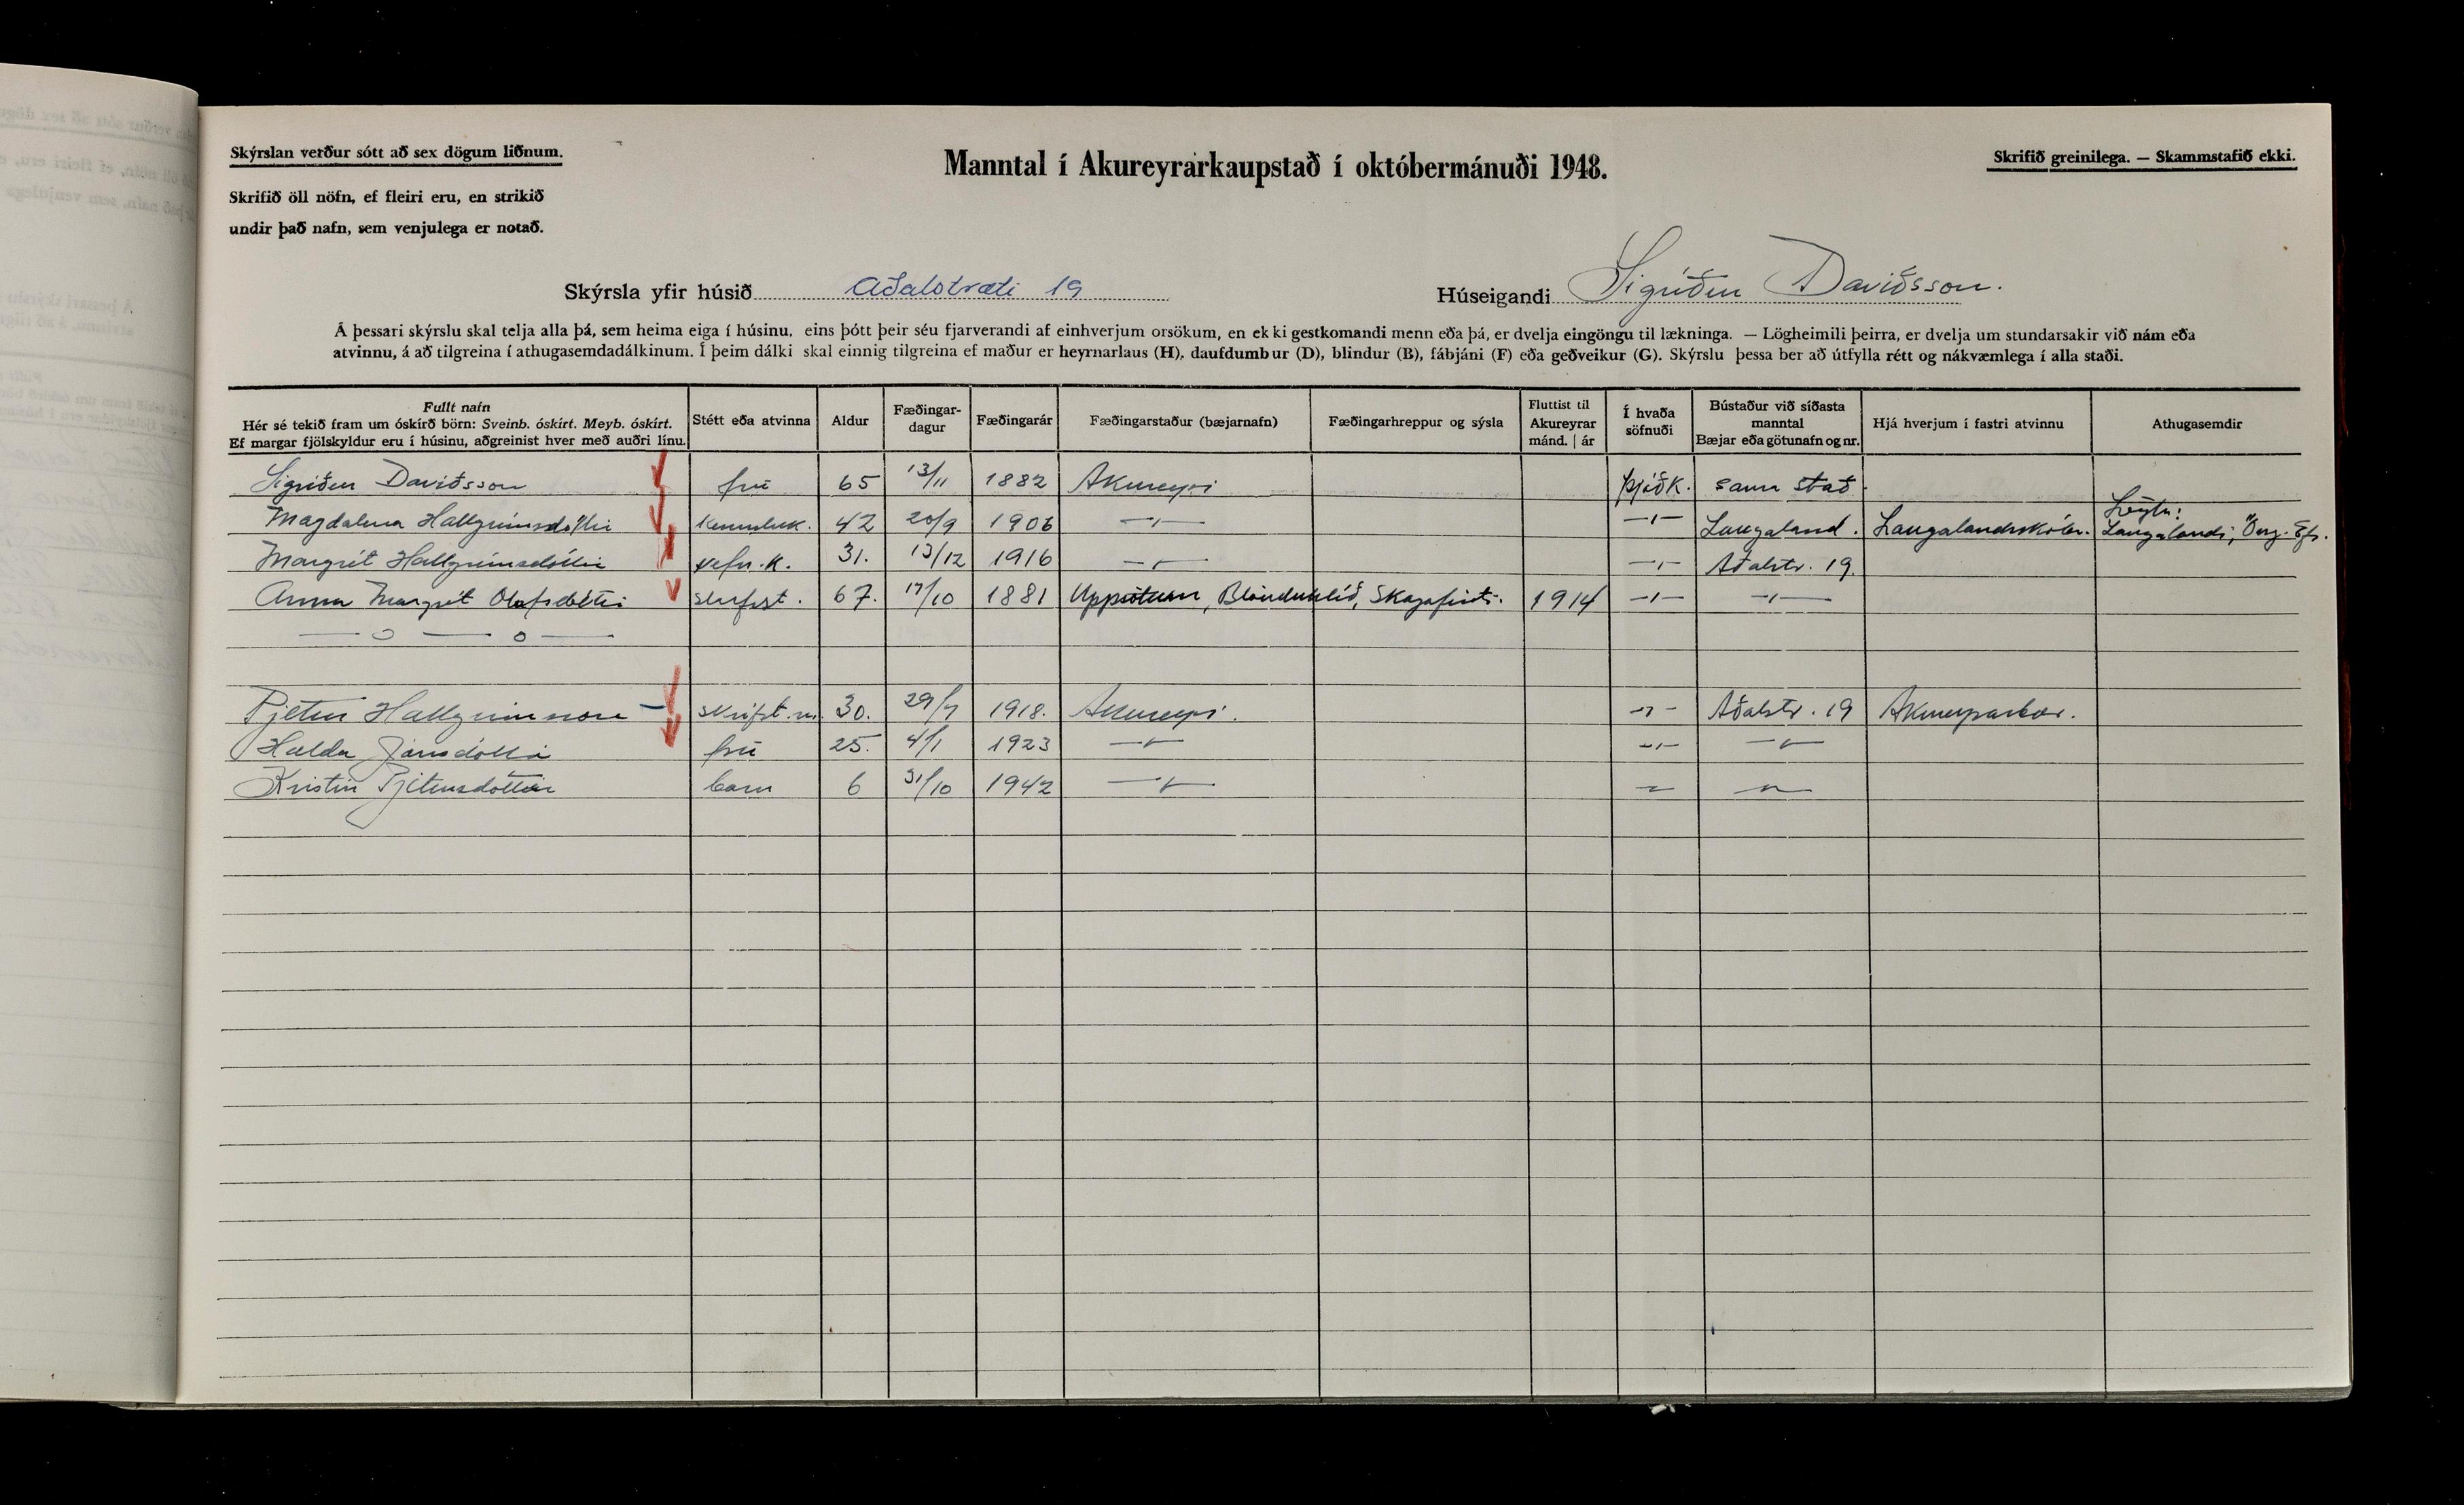 Skýrslan verður sótt að sex dögum liðnum.
Skrifið öll nöfn, ef fleiri eru, en strikið
undir það nafn, sem venjulega er notað.
Manntal í Akureyrarkaupstað í októbermánuði 1948.
Skrifið greinilega. — Skammstafið ekki.
Skýrsla yfir húsið Aðalstræti 19
Húseigandi Sigríður Davíðsson.
Á þessari skýrslu skal telja alla þá, sem heima eiga í húsinu, eins þótt þeir séu fjarverandi af einhverjum orsökum, en ekki gestkomandi menn eða þá, er dvelja eingöngu til lækninga. — Lögheimili þeirra, er dvelja um stundarsakir við nám eða
atvinnu, á að tilgreina í athugasemdadálkinum. Í þeim dálki skal einnig tilgreina ef maður er heyrnarlaus (H), daufdumbur (D), blindur (B), fábjáni (F) eða geðveikur (G). Skýrslu þessa ber að útfylla rétt og nákvæmlega í alla staði.
Fullt nafn
Hér sé tekið fram um óskírð börn: Sveinb. óskírt. Meyb. óskírt.
Ef margar fjölskyldur eru í húsinu, aðgreinist hver með auðri línu.
Stétt eða atvinna
Aldur
Fæðingar-
dagur
Fæðingarár
Fæðingarstaður (bæjarnafn)
Fæðingarhreppur og sýsla
Fluttist til
Akureyrar
mánd. | ár
Í hvaða
söfnuði
Bústaður við síðasta
manntal
Bæjar eða götunafn og nr.
Hjá hverjum í fastri atvinnu
Athugasemdir
Sigríður Davíðsson frú 65 13/11 1882 Akureyri Þjóðk. sama stað
Magdalena Hallgrímsdóttir kennsluk. 42 20/9 1906 —〃— —〃— Laugaland. Laugalandsskólar. Lögh: Laugalandi, Öng. Ef.
Margrét Hallgrímsdóttir 31. 13/12 1916 —〃— —〃— Aðalstr. 19.
Anna Margrét Ólafsdóttir starfsst. 67. 17/10 1881 Uppsölum, Blönduhlíð, Skagafirði. 1914 —〃— —〃—
— o — o —
Pjetur Hallgrímsson skrifst.m. 30. 29/7 1918. Akureyri. —〃— Aðalstr. 19 Akureyrarbær.
Halda Jónsdóttir frú 25. 4/1 1923 —〃— —〃— —〃—
Kristín Pjetursdóttir barn 6 31/10 1942 —〃— —〃— —〃—